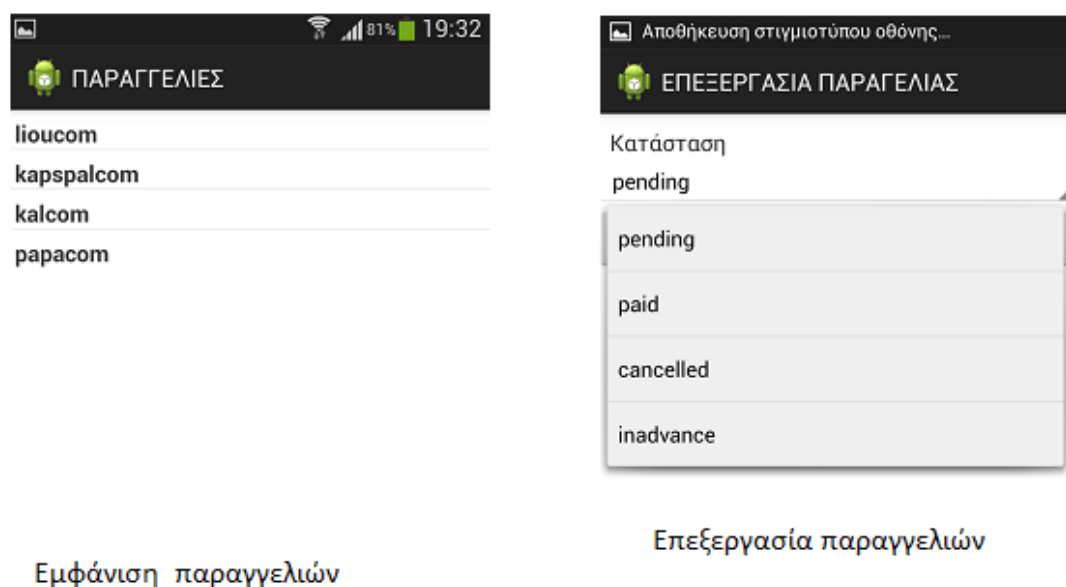 81% 19:32
ΠΑΡΑΓΓΕΛΙΕΣ
lioucom
kapspalcom
kalcom
papacom
Εμφάνιση παραγγελιών
Αποθήκευση στιγμιοτύπου οθόνης...
ΕΠΕΞΕΡΓΑΣΙΑ ΠΑΡΑΓΕΛΙΑΣ
Κατάσταση
pending
pending
paid
cancelled
inadvance
Επεξεργασία παραγγελιών